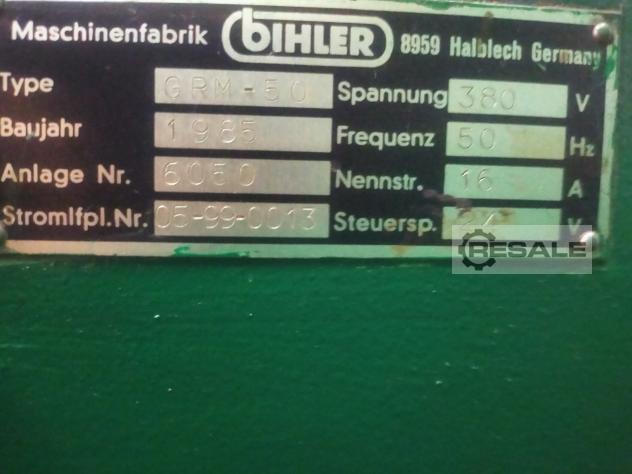 Maschinenfabrik BIHLER 8959 Halblech Germany
Type GRM-50 Spannung 380 V
Baujahr 1985 Frequenz 50 Hz
Anlage Nr. 6050 Nennstr. 16 A
Stromlfpl.Nr. 05-99-0013 Steuersp. 24 V
RESALE